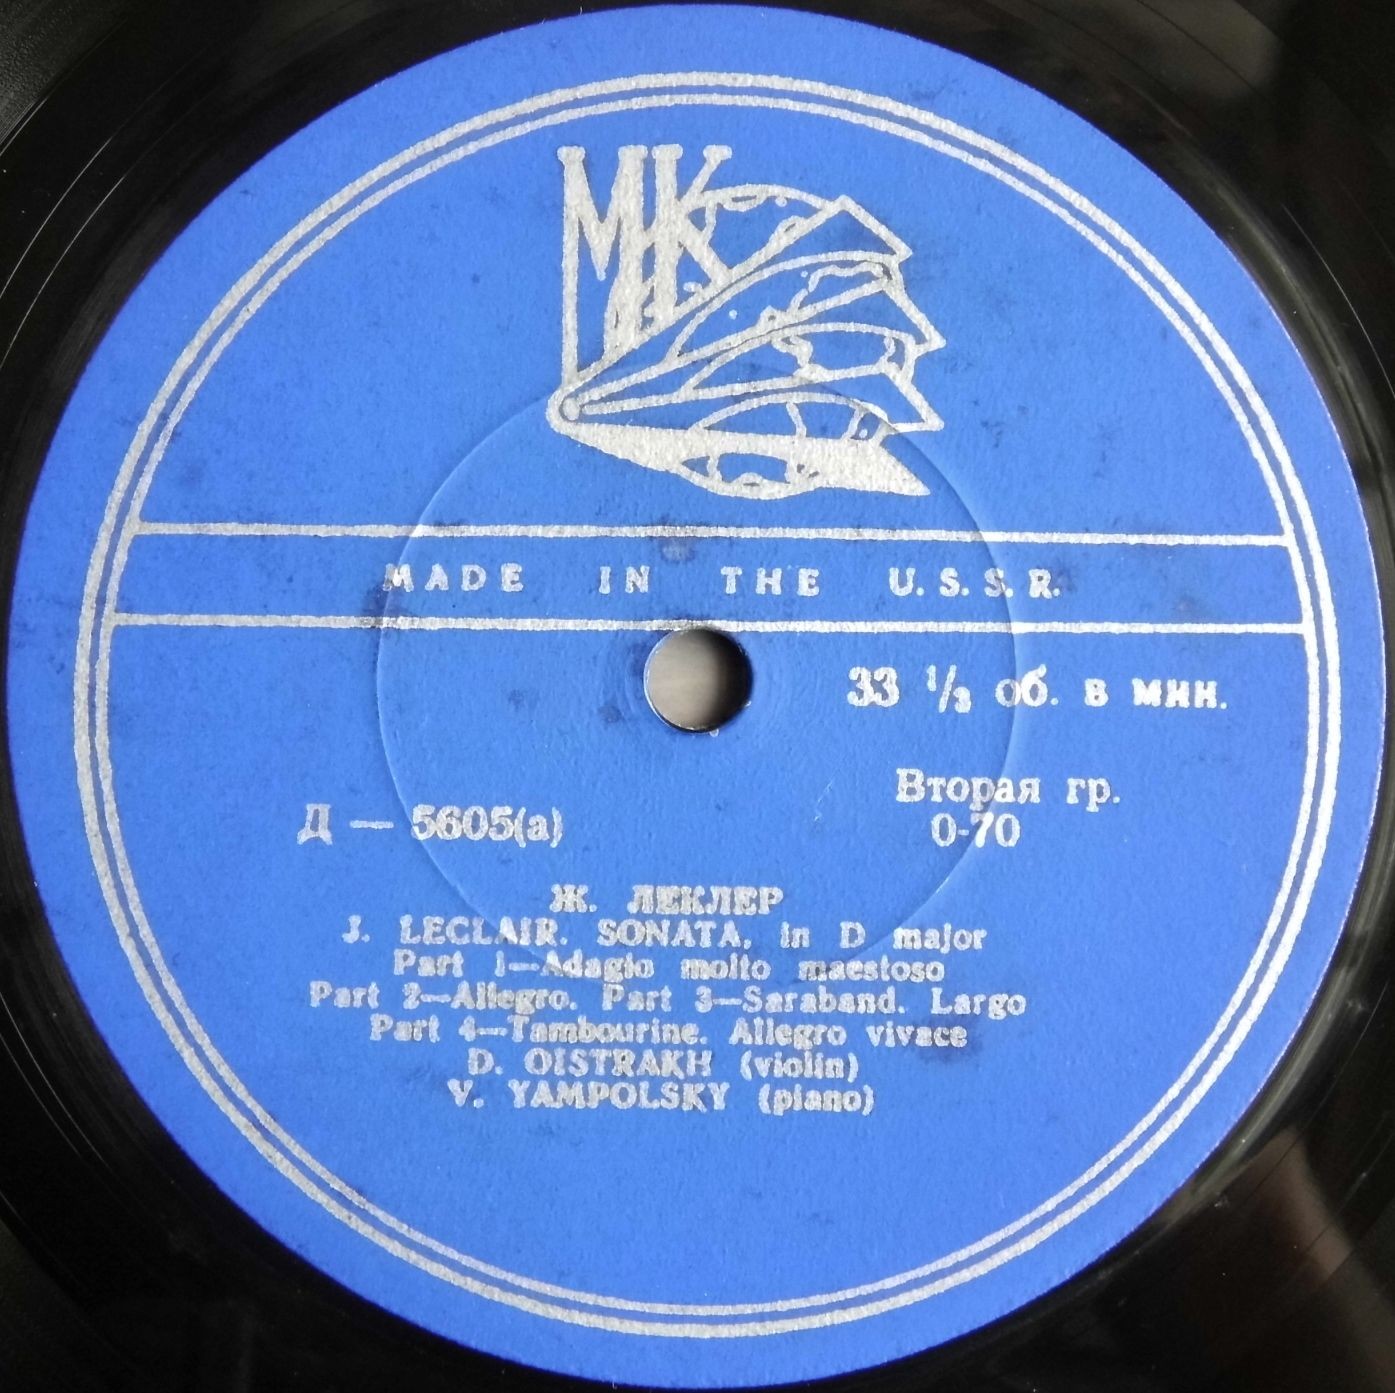 МК
MADE IN THE U.S.S.R.
33 1/3 об. в мин.
Вторая гр.
Д — 5605(а)
0-70
Ж. ЛЕКЛЕР
J. LECLAIR. SONATA, in D major
Part 1—Adagio molto maestoso
Part 2—Allegro. Part 3—Saraband. Largo
Part 4—Tambourine. Allegro vivace
D. OISTRAKH (violin)
V. YAMPOLSKY (piano)